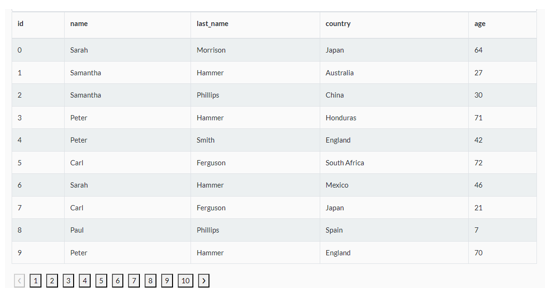 id name last_name country age
0 Sarah Morrison Japan 64
1 Samantha Hammer Australia 27
2 Samantha Phillips China 30
3 Peter Hammer Honduras 71
4 Peter Smith England 42
5 Carl Ferguson South Africa 72
6 Sarah Hammer Mexico 46
7 Carl Ferguson Japan 21
8 Paul Phillips Spain 7
9 Peter Hammer England 70
‹ 1 2 3 4 5 6 7 8 9 10 ›